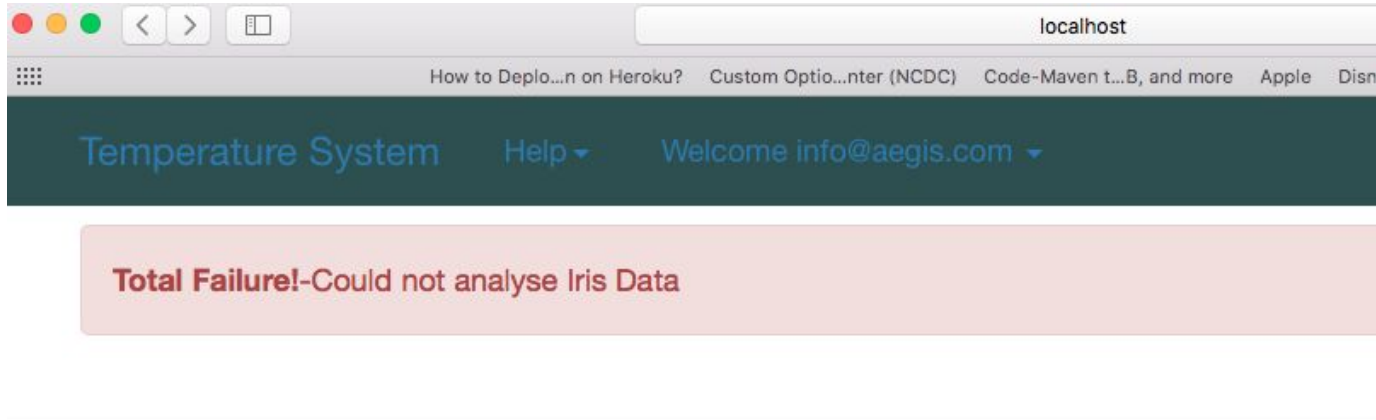 localhost
How to Deplo...n on Heroku? Custom Optio...nter (NCDC) Code-Maven t...B, and more Apple Disn
Temperature System Help Welcome info@aegis.com
Total Failure!-Could not analyse Iris Data